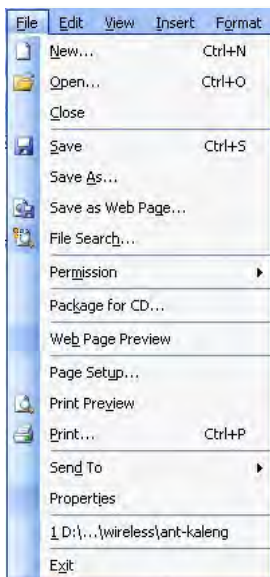 File Edit View Insert Format
New... Ctrl+N
Open... Ctrl+O
Close
Save Ctrl+S
Save As...
Save as Web Page...
File Search...
Permission
Package for CD...
Web Page Preview
Page Setup...
Print Preview
Print... Ctrl+P
Send To
Properties
1 D:\...\wireless\ant-kaleng
Exit